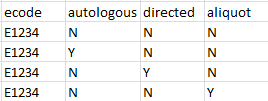 ecode autologous directed aliquot
E1234 N N N
E1234 Y N N
E1234 N Y N
E1234 N N Y